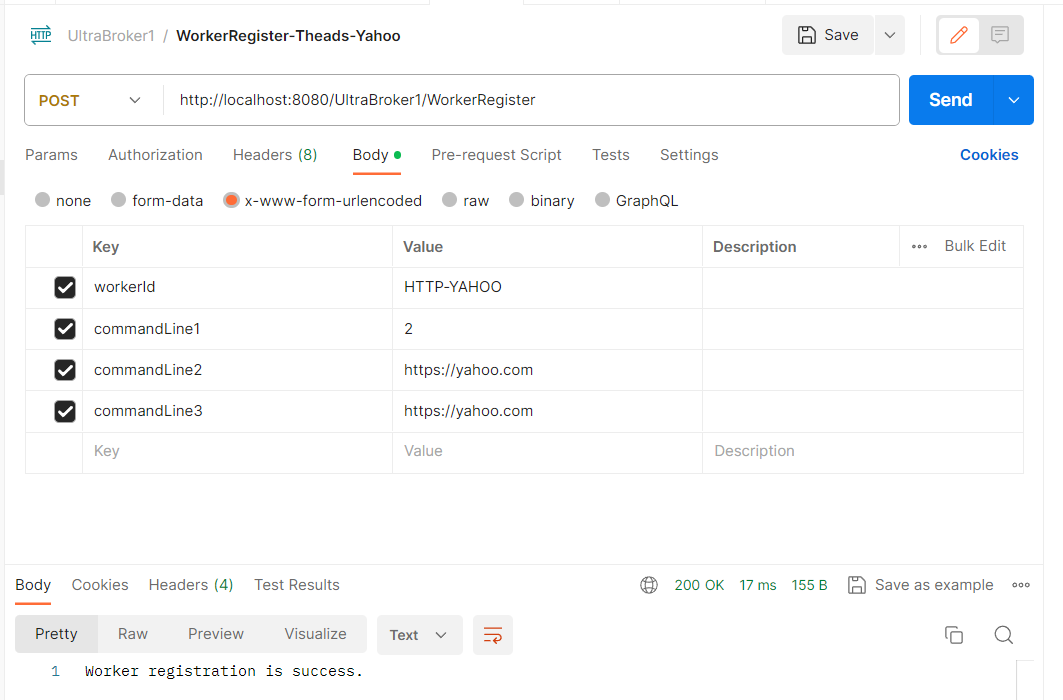 HTTP UltraBroker1 / WorkerRegister-Theads-Yahoo Save
POST http://localhost:8080/UltraBroker1/WorkerRegister Send
Params Authorization Headers (8) Body Pre-request Script Tests Settings Cookies
none form-data x-www-form-urlencoded raw binary GraphQL
Key Value Description Bulk Edit
workerId HTTP-YAHOO
commandLine1 2
commandLine2 https://yahoo.com
commandLine3 https://yahoo.com
Key Value Description
Body Cookies Headers (4) Test Results 200 OK 17 ms 155 B Save as example
Pretty Raw Preview Visualize Text
1 Worker registration is success.